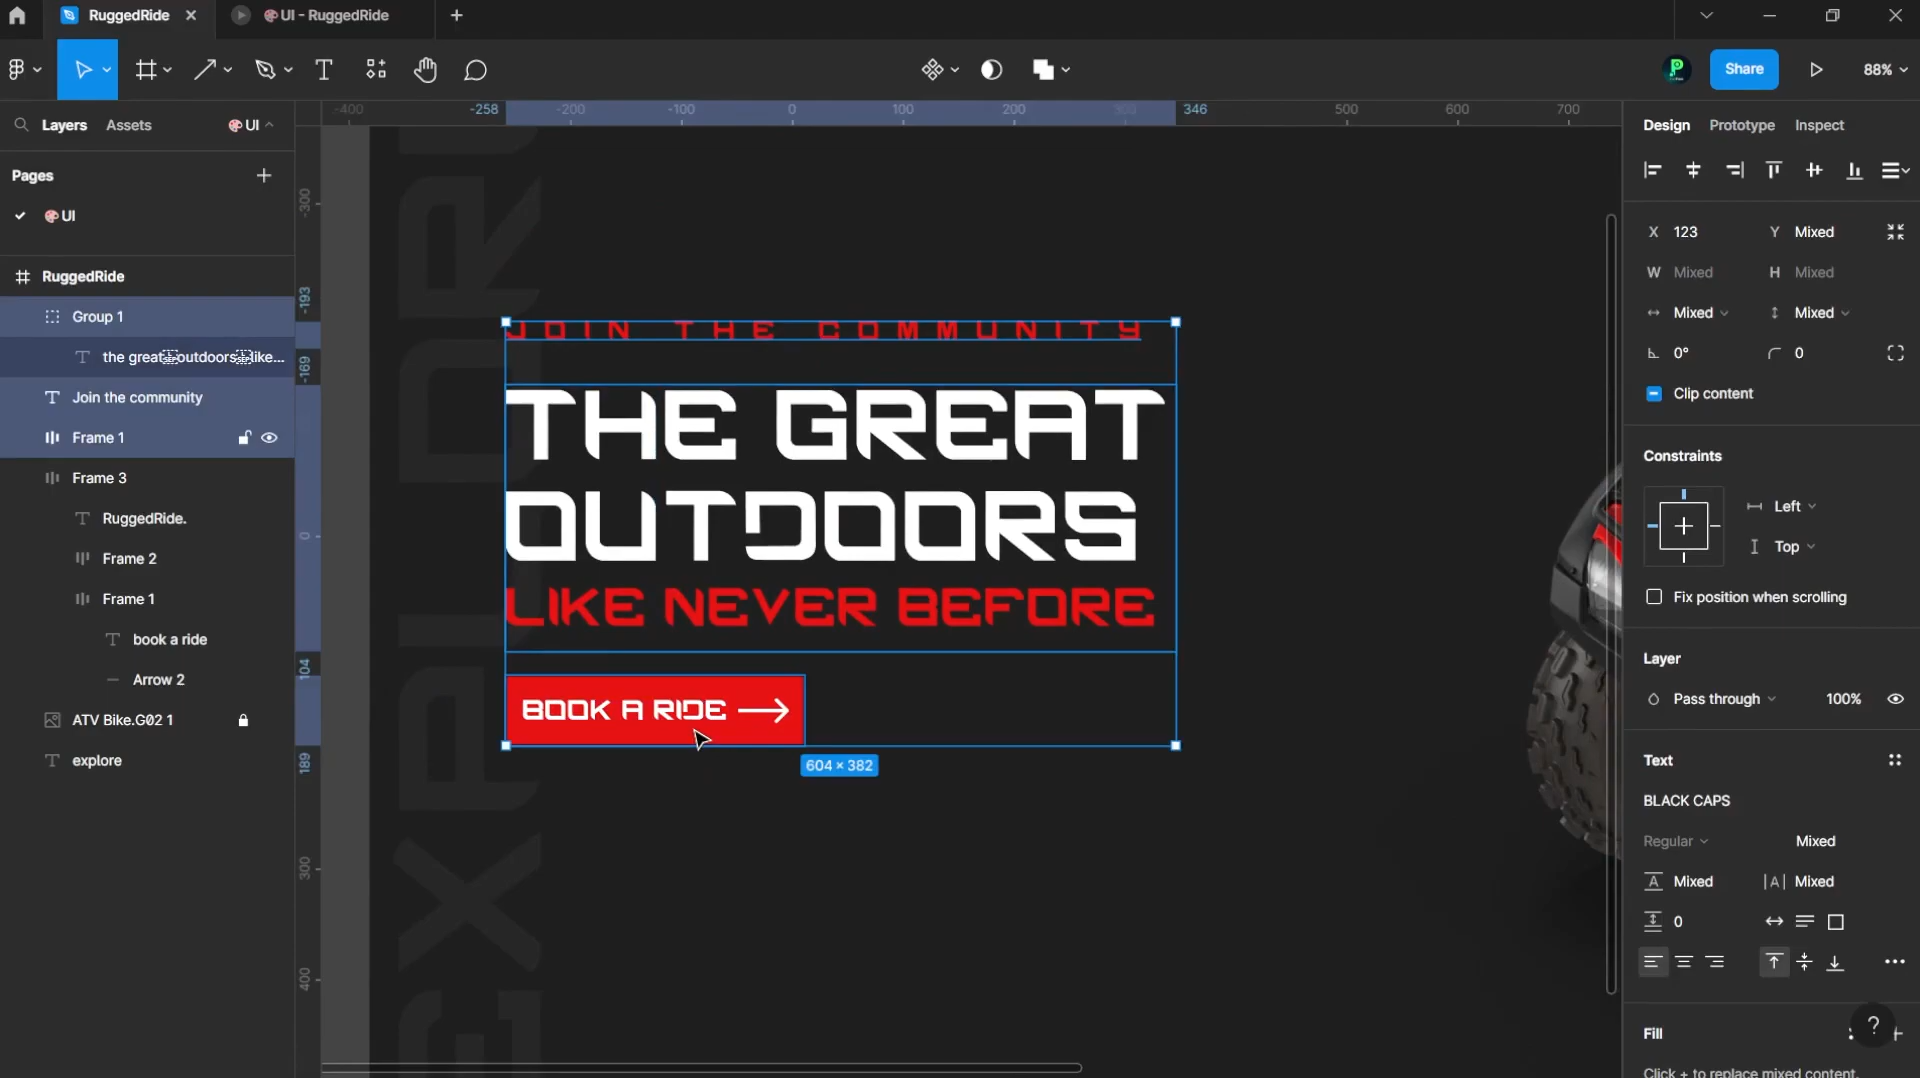 RuggedRide
UI - RuggedRide
Share
88%
Layers
Assets
UI
-400
-258
-200
-100
0
100
200
300
346
500
600
700
Design
Prototype
Inspect
Pages
UI
-300
-193
-169
0
104
189
300
400
RuggedRide
Group 1
the great outdoors like...
Join the community
Frame 1
Frame 3
RuggedRide.
Frame 2
Frame 1
book a ride
Arrow 2
ATV Bike.G02 1
explore
EXPLORE
JOIN THE COMMUNITY
THE GREAT
OUTDOORS
LIKE NEVER BEFORE
BOOK A RIDE
604 × 382
X 123
Y Mixed
W Mixed
H Mixed
Mixed
Mixed
0°
0
Clip content
Constraints
Left
Top
Fix position when scrolling
Layer
Pass through
100%
Text
BLACK CAPS
Regular
Mixed
Mixed
Mixed
0
Fill
?
Click + to replace mixed content.